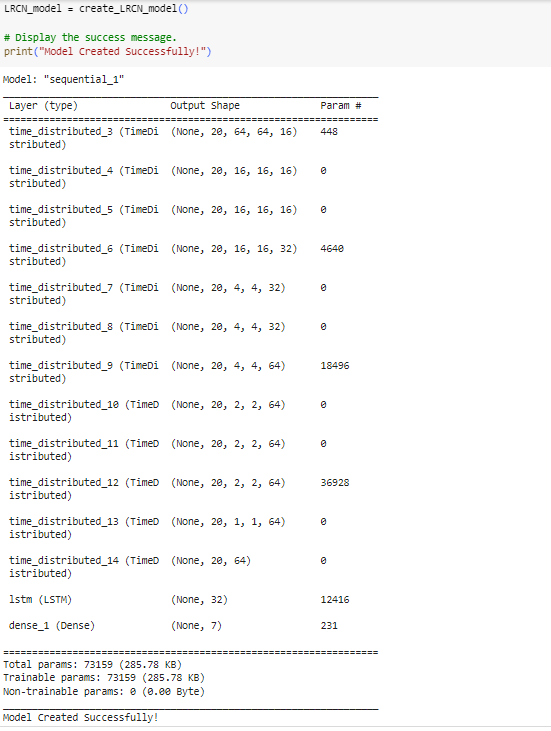 LRCN_model = create_LRCN_model()
# Display the success message.
print("Model Created Successfully!")
Model: "sequential_1"
Layer (type) Output Shape Param #
=================================================================
time_distributed_3 (TimeDi (None, 20, 64, 64, 16) 448
stributed)
time_distributed_4 (TimeDi (None, 20, 16, 16, 16) 0
stributed)
time_distributed_5 (TimeDi (None, 20, 16, 16, 16) 0
stributed)
time_distributed_6 (TimeDi (None, 20, 16, 16, 32) 4640
stributed)
time_distributed_7 (TimeDi (None, 20, 4, 4, 32) 0
stributed)
time_distributed_8 (TimeDi (None, 20, 4, 4, 32) 0
stributed)
time_distributed_9 (TimeDi (None, 20, 4, 4, 64) 18496
stributed)
time_distributed_10 (TimeD (None, 20, 2, 2, 64) 0
istributed)
time_distributed_11 (TimeD (None, 20, 2, 2, 64) 0
istributed)
time_distributed_12 (TimeD (None, 20, 2, 2, 64) 36928
istributed)
time_distributed_13 (TimeD (None, 20, 1, 1, 64) 0
istributed)
time_distributed_14 (TimeD (None, 20, 64) 0
istributed)
lstm (LSTM) (None, 32) 12416
dense_1 (Dense) (None, 7) 231
=================================================================
Total params: 73159 (285.78 KB)
Trainable params: 73159 (285.78 KB)
Non-trainable params: 0 (0.00 Byte)
Model Created Successfully!